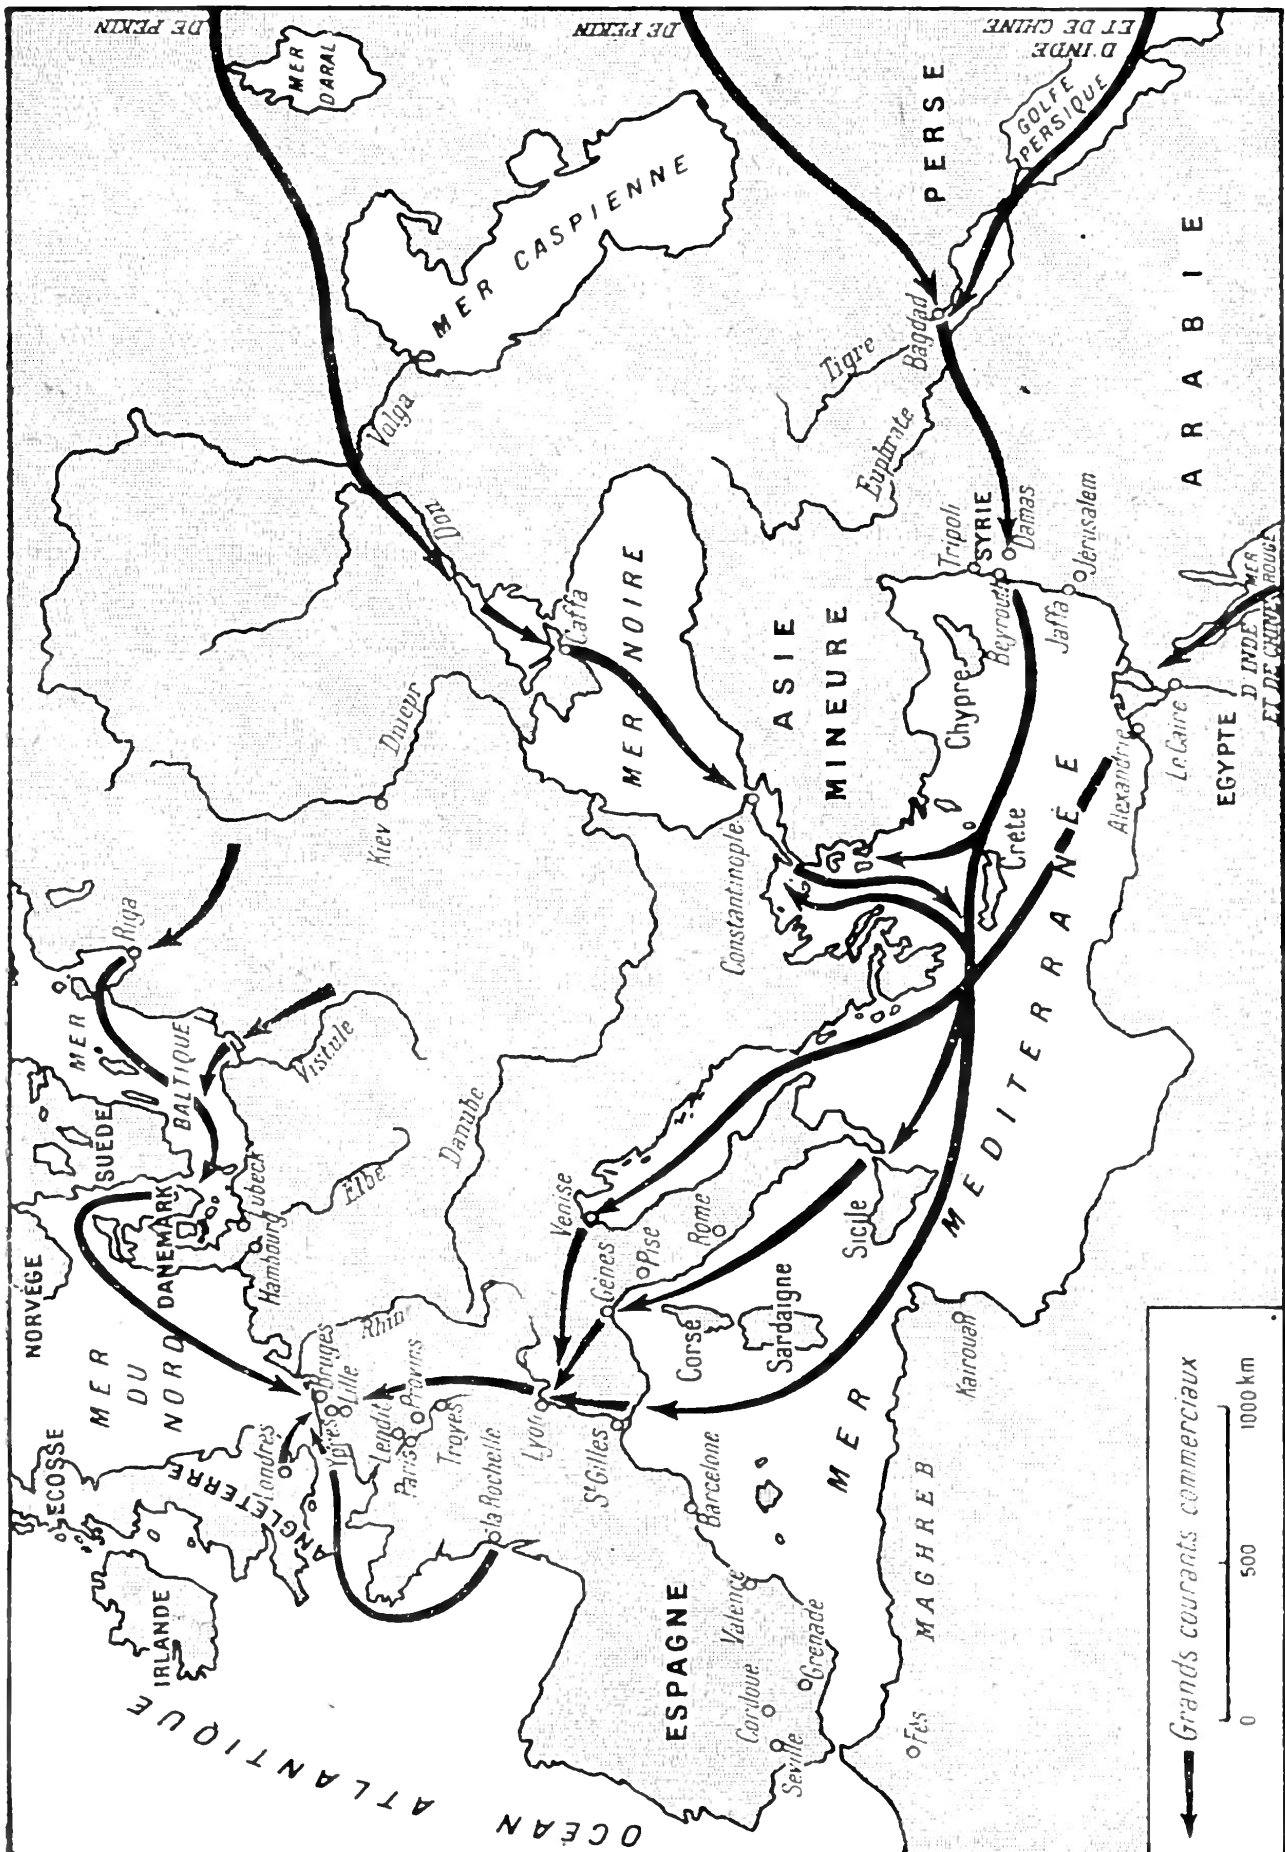 NORVÉGE
ECOSSE
MER
DU
NORD
IRLANDE
ANGLETERRE
Londres
OCÉAN ATLANTIQUE
SUÈDE
DANEMARK
MER
BALTIQUE
Riga
Lubeck
Hambourg
Vistule
Elbe
Rhin
Danube
Bruges
Ypres
Lille
Lendit
Paris
Provins
Troyes
la Rochelle
Lyon
St Gilles
Venise
Gênes
Pise
Rome
Corse
Sardaigne
Sicile
Barcelone
Valence
ESPAGNE
Cordoue
Grenade
Séville
Fès
MAGHREB
Kairouan
MER MEDITERRANÉE
Kiev
Dniepr
Don
Volga
Caffa
MER NOIRE
Constantinople
ASIE
MINEURE
Chypre
Crète
MER CASPIENNE
MER
D'ARAL
DE PEKIN
DE PEKIN
D'INDE
ET DE CHINE
GOLFE
PERSIQUE
PERSE
Tigre
Bagdad
Euphrate
Tripoli
SYRIE
Damas
Beyrouth
Jaffa
Jérusalem
ARABIE
Alexandrie
Le Caire
EGYPTE
D'INDE
ET DE CHINE
MER
ROUGE
Grands courants commerciaux
0 500 1000 km